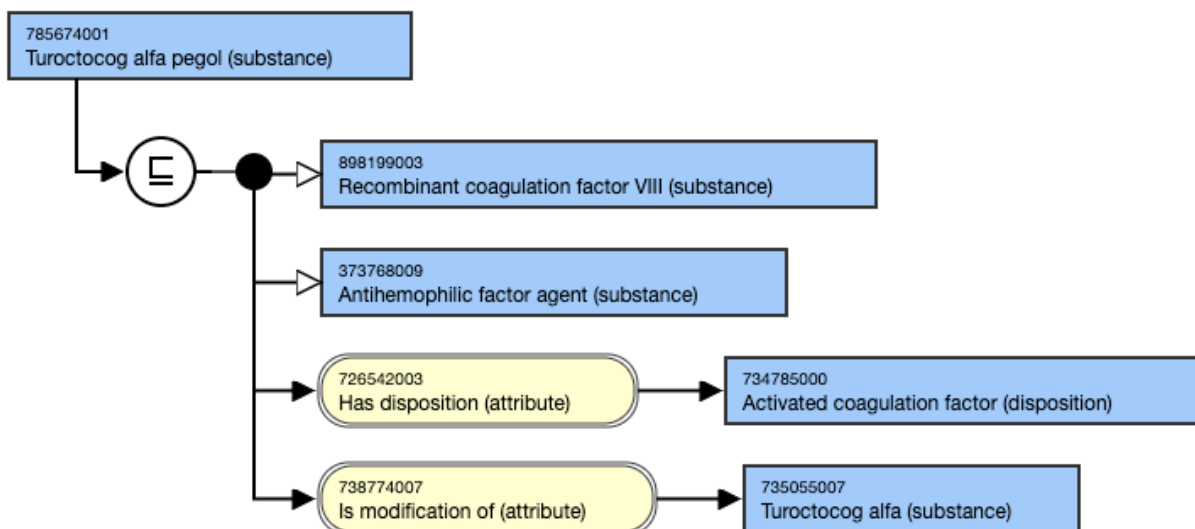 785674001
Turoctocog alfa pegol (substance)
⊑
898199003
Recombinant coagulation factor VIII (substance)
373768009
Antihemophilic factor agent (substance)
726542003
Has disposition (attribute)
734785000
Activated coagulation factor (disposition)
738774007
Is modification of (attribute)
735055007
Turoctocog alfa (substance)